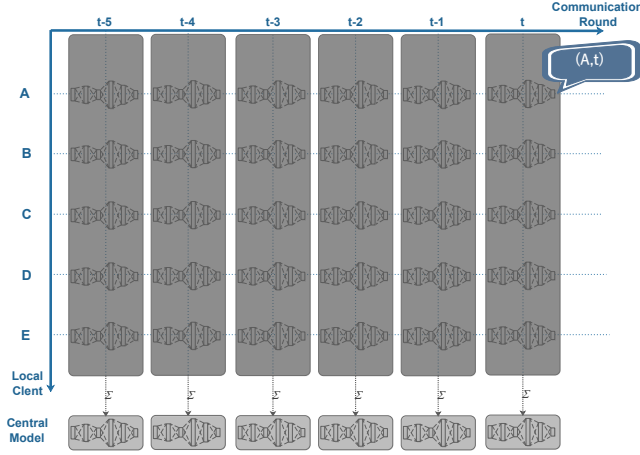 t-5 t-4 t-3 t-2 t-1 t Communication
Round
(A,t)
A
B
C
D
E
Local
Clent
Σ Σ Σ Σ Σ Σ
Central
Model